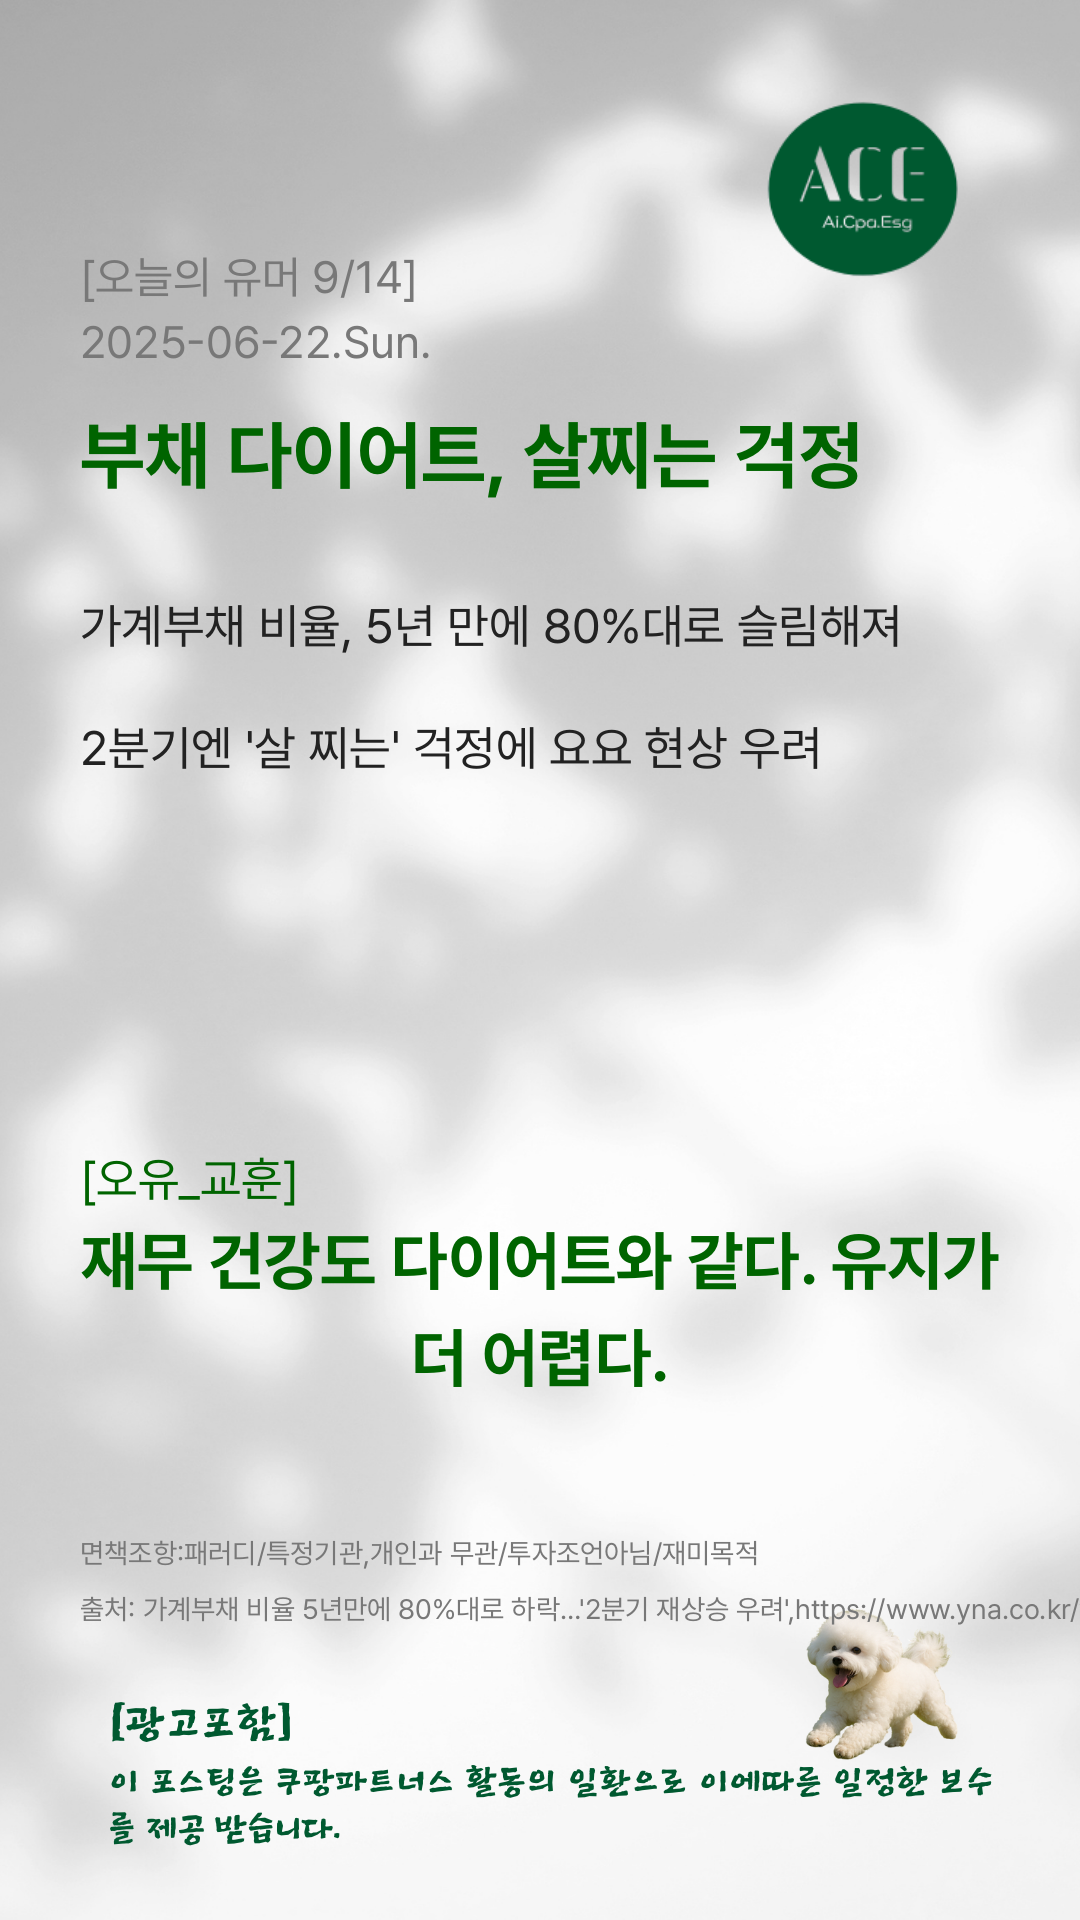 ACE
Ai.Cpa.Esg
[오늘의 유머 9/14]
2025-06-22.Sun.
부채 다이어트, 살찌는 걱정
가계부채 비율, 5년 만에 80%대로 슬림해져
2분기엔 '살 찌는' 걱정에 요요 현상 우려
[오유_교훈]
재무 건강도 다이어트와 같다. 유지가
더 어렵다.
면책조항:패러디/특정기관,개인과 무관/투자조언아님/재미목적
출처: 가계부채 비율 5년만에 80%대로 하락...'2분기 재상승 우려',https://www.yna.co.kr/
[광고포함]
이 포스팅은 쿠팡파트너스 활동의 일환으로 이에따른 일정한 보수
를 제공 받습니다.